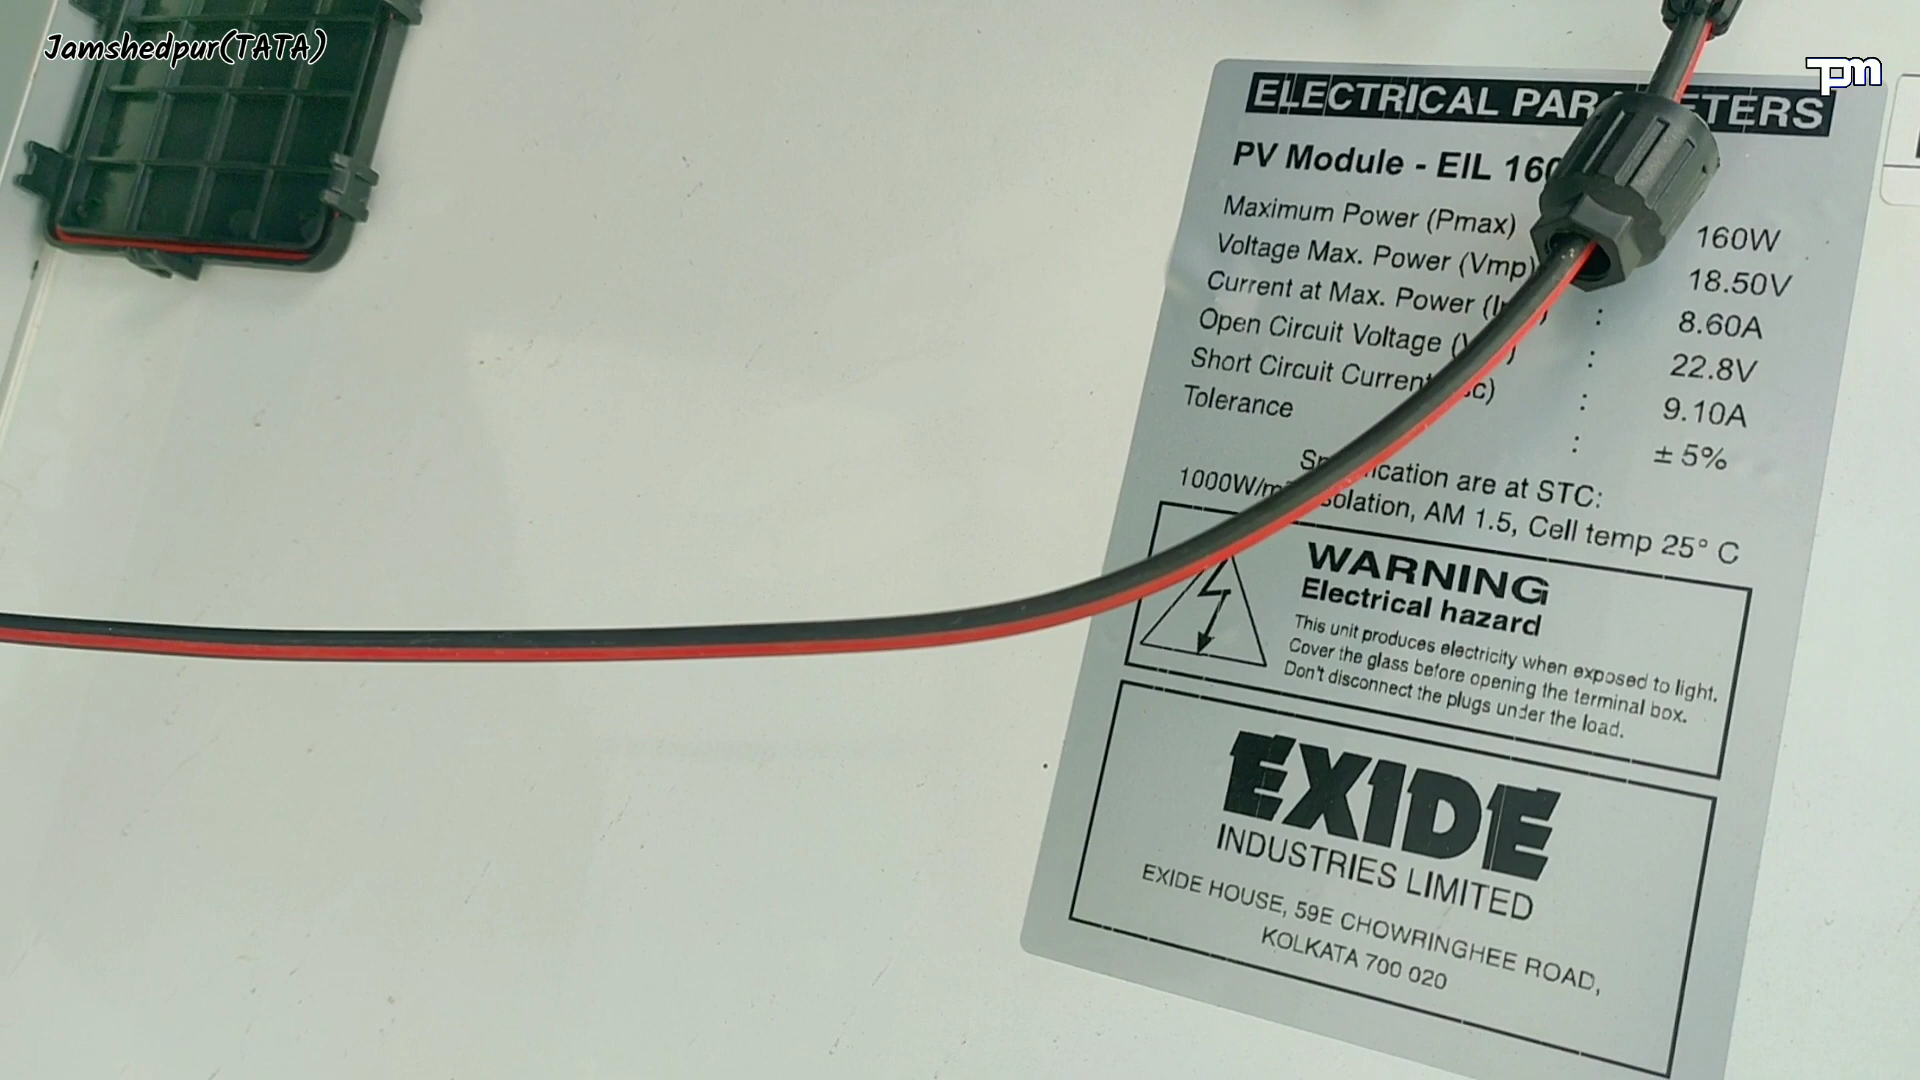 Jamshedpur(TATA)
TPM
ELECTRICAL PAR ETERS
PV Module - EIL 160
Maximum Power (Pmax) 160W
Voltage Max. Power (Vmp) 18.50V
Current at Max. Power : 8.60A
Open Circuit Voltage : 22.8V
Short Circuit Current : 9.10A
Tolerance : ± 5%
are at STC:
1000W/m AM 1.5, Cell temp 25° C
WARNING
Electrical hazard
This unit produces electricity when exposed to light.
Cover the glass before opening the terminal box.
Don't disconnect the plugs under the load.
EXIDE
INDUSTRIES LIMITED
EXIDE HOUSE, 59E CHOWRINGHEE ROAD,
KOLKATA 700 020